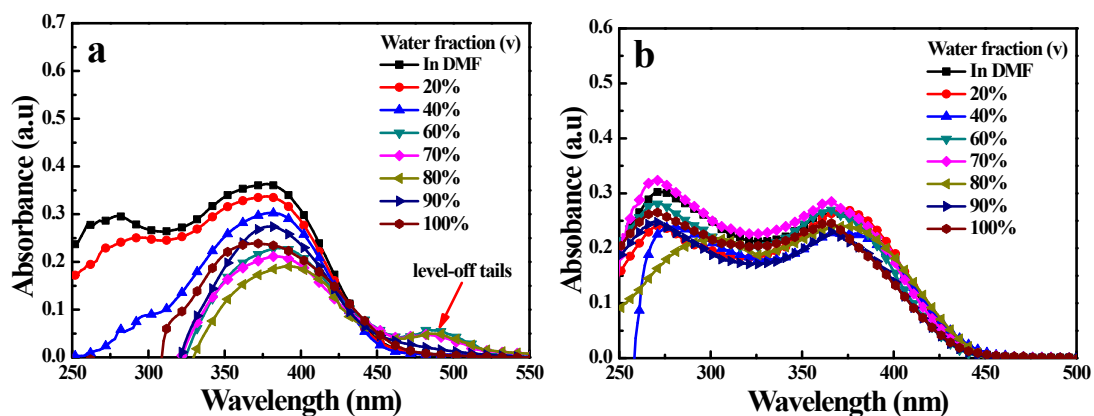 a
Absorbance (a.u)
0.7
0.6
0.5
0.4
0.3
0.2
0.1
0.0
Water fraction (v)
In DMF
20%
40%
60%
70%
80%
90%
100%
level-off tails
250 300 350 400 450 500 550
Wavelength (nm)
b
Absobance (a.u)
0.6
0.5
0.4
0.3
0.2
0.1
0.0
Water fraction (v)
In DMF
20%
40%
60%
70%
80%
90%
100%
250 300 350 400 450 500
Wavelength (nm)